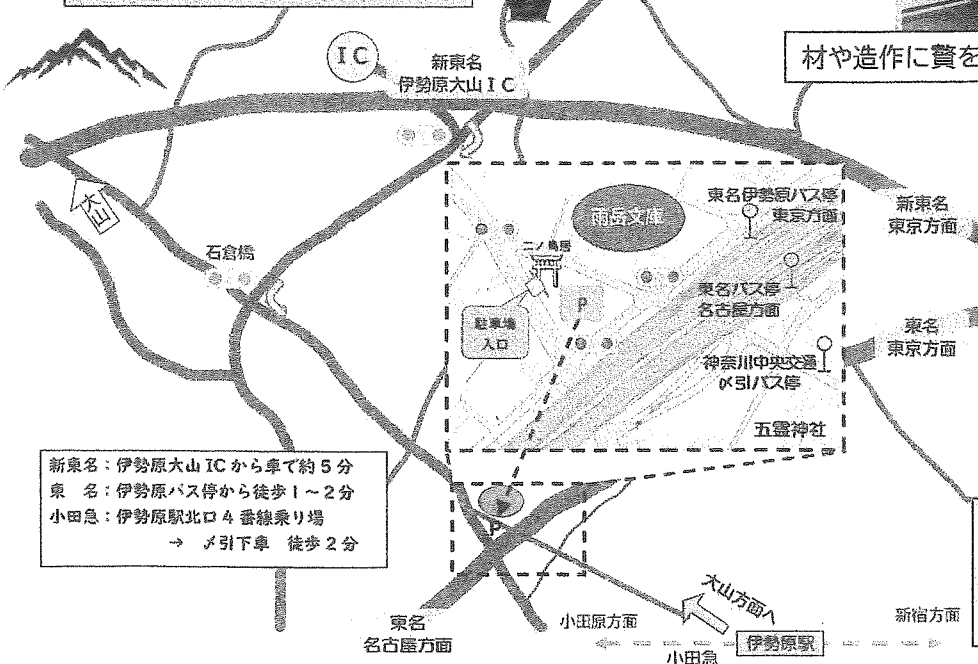 材や造作に贅を
IC
新東名
伊勢原大山IC
大山
石倉橋
新東名
東京方面
東名
東京方面
雨岳文庫
東名伊勢原バス停
東京方面
二ノ鳥居
P
駐車場
入口
東名バス停
名古屋方面
神奈川中央交通
〆引バス停
五霊神社
新東名：伊勢原大山ICから車で約5分
東　名：伊勢原バス停から徒歩1～2分
小田急：伊勢原駅北口4番線乗り場
→　〆引下車　徒歩2分
P
東名
名古屋方面
小田原方面
大山方面へ
伊勢原駅
新宿方面
小田急